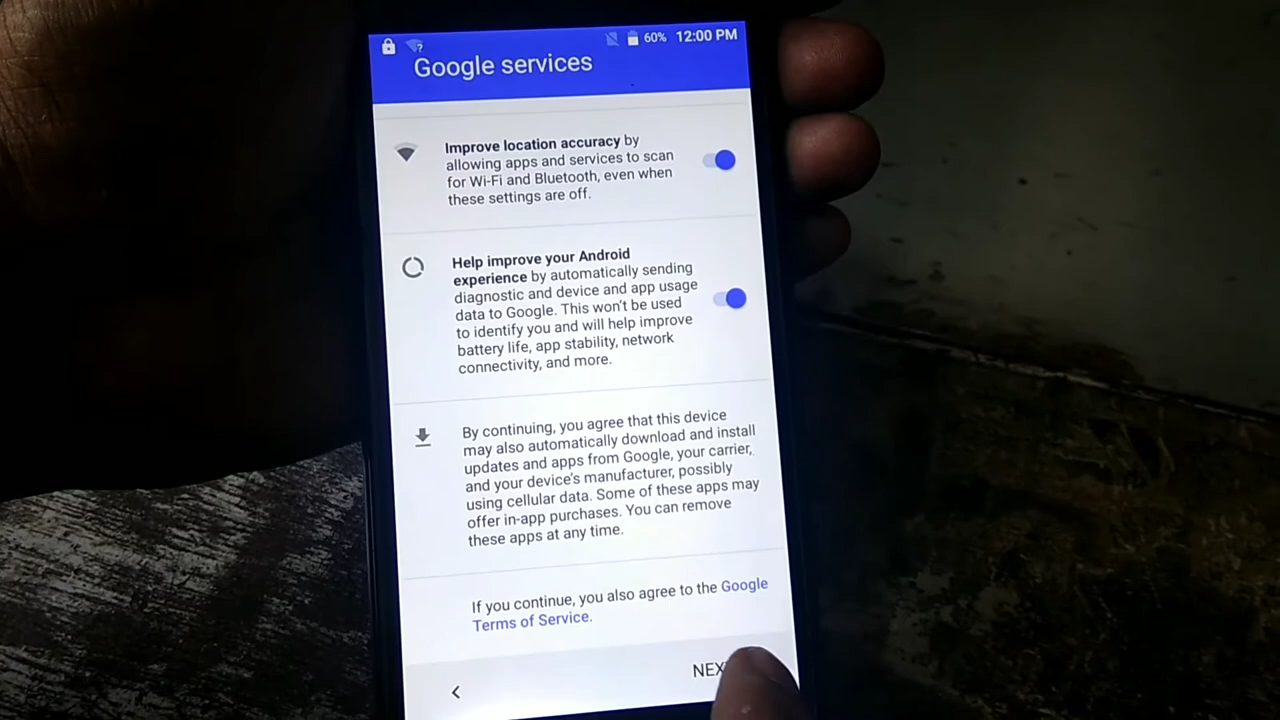 60% 12:00 PM
Google services
Improve location accuracy by
allowing apps and services to scan
for Wi-Fi and Bluetooth, even when
these settings are off.
Help improve your Android
experience by automatically sending
diagnostic and device and app usage
data to Google. This won't be used
to identify you and will help improve
battery life, app stability, network
connectivity, and more.
By continuing, you agree that this device
may also automatically download and install
updates and apps from Google, your carrier,
and your device's manufacturer, possibly
using cellular data. Some of these apps may
offer in-app purchases. You can remove
these apps at any time.
If you continue, you also agree to the Google
Terms of Service.